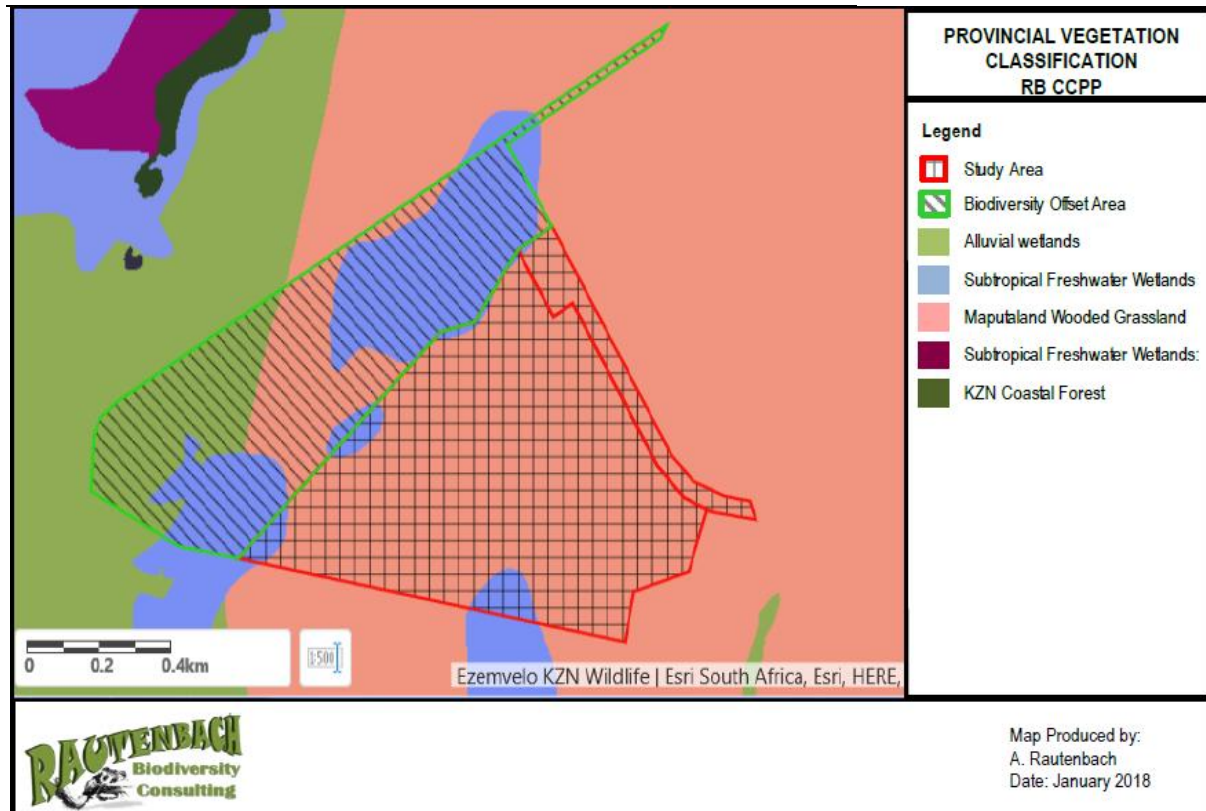 PROVINCIAL VEGETATION
CLASSIFICATION
RB CCPP
Legend
Study Area
Biodiversity Offset Area
Alluvial wetlands
Subtropical Freshwater Wetlands
Maputaland Wooded Grassland
Subtropical Freshwater Wetlands:
KZN Coastal Forest
0 0.2 0.4km
1:500
Ezemvelo KZN Wildlife | Esri South Africa, Esri, HERE,
RAUTENBACH
Biodiversity
Consulting
Map Produced by:
A. Rautenbach
Date: January 2018